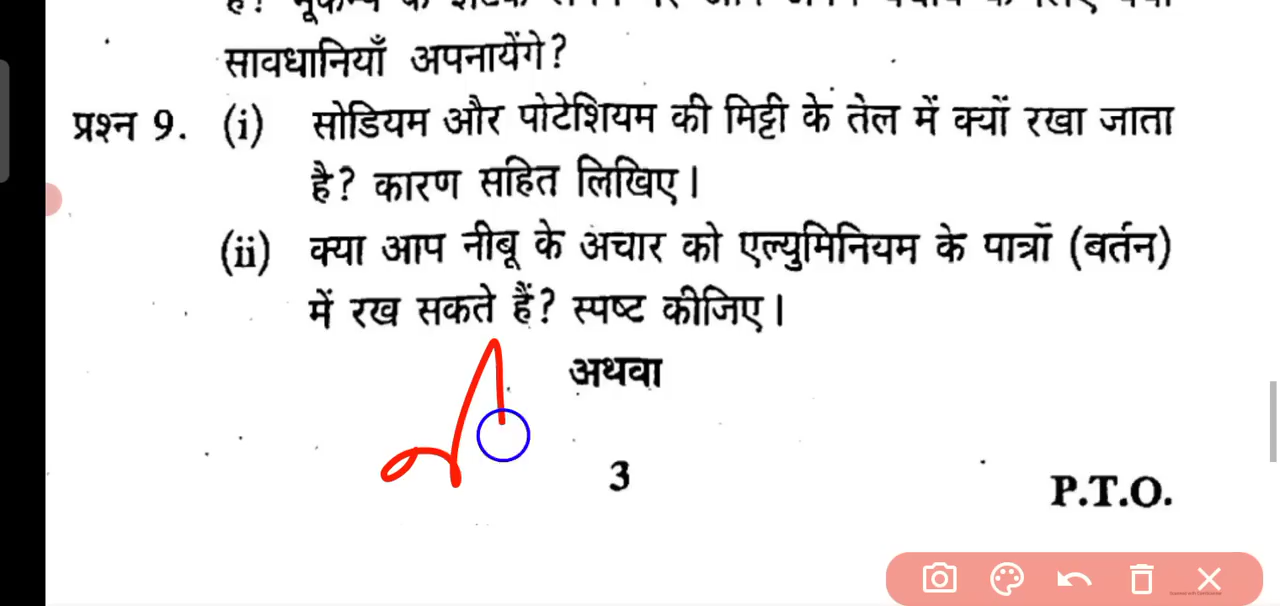 सावधानियाँ अपनायेंगे?
प्रश्न 9. (i) सोडियम और पोटेशियम की मिट्टी के तेल में क्यों रखा जाता
है? कारण सहित लिखिए।
(ii) क्या आप नीबू के अचार को एल्युमिनियम के पात्रों (बर्तन)
में रख सकते हैं? स्पष्ट कीजिए।
अथवा
3
P.T.O.